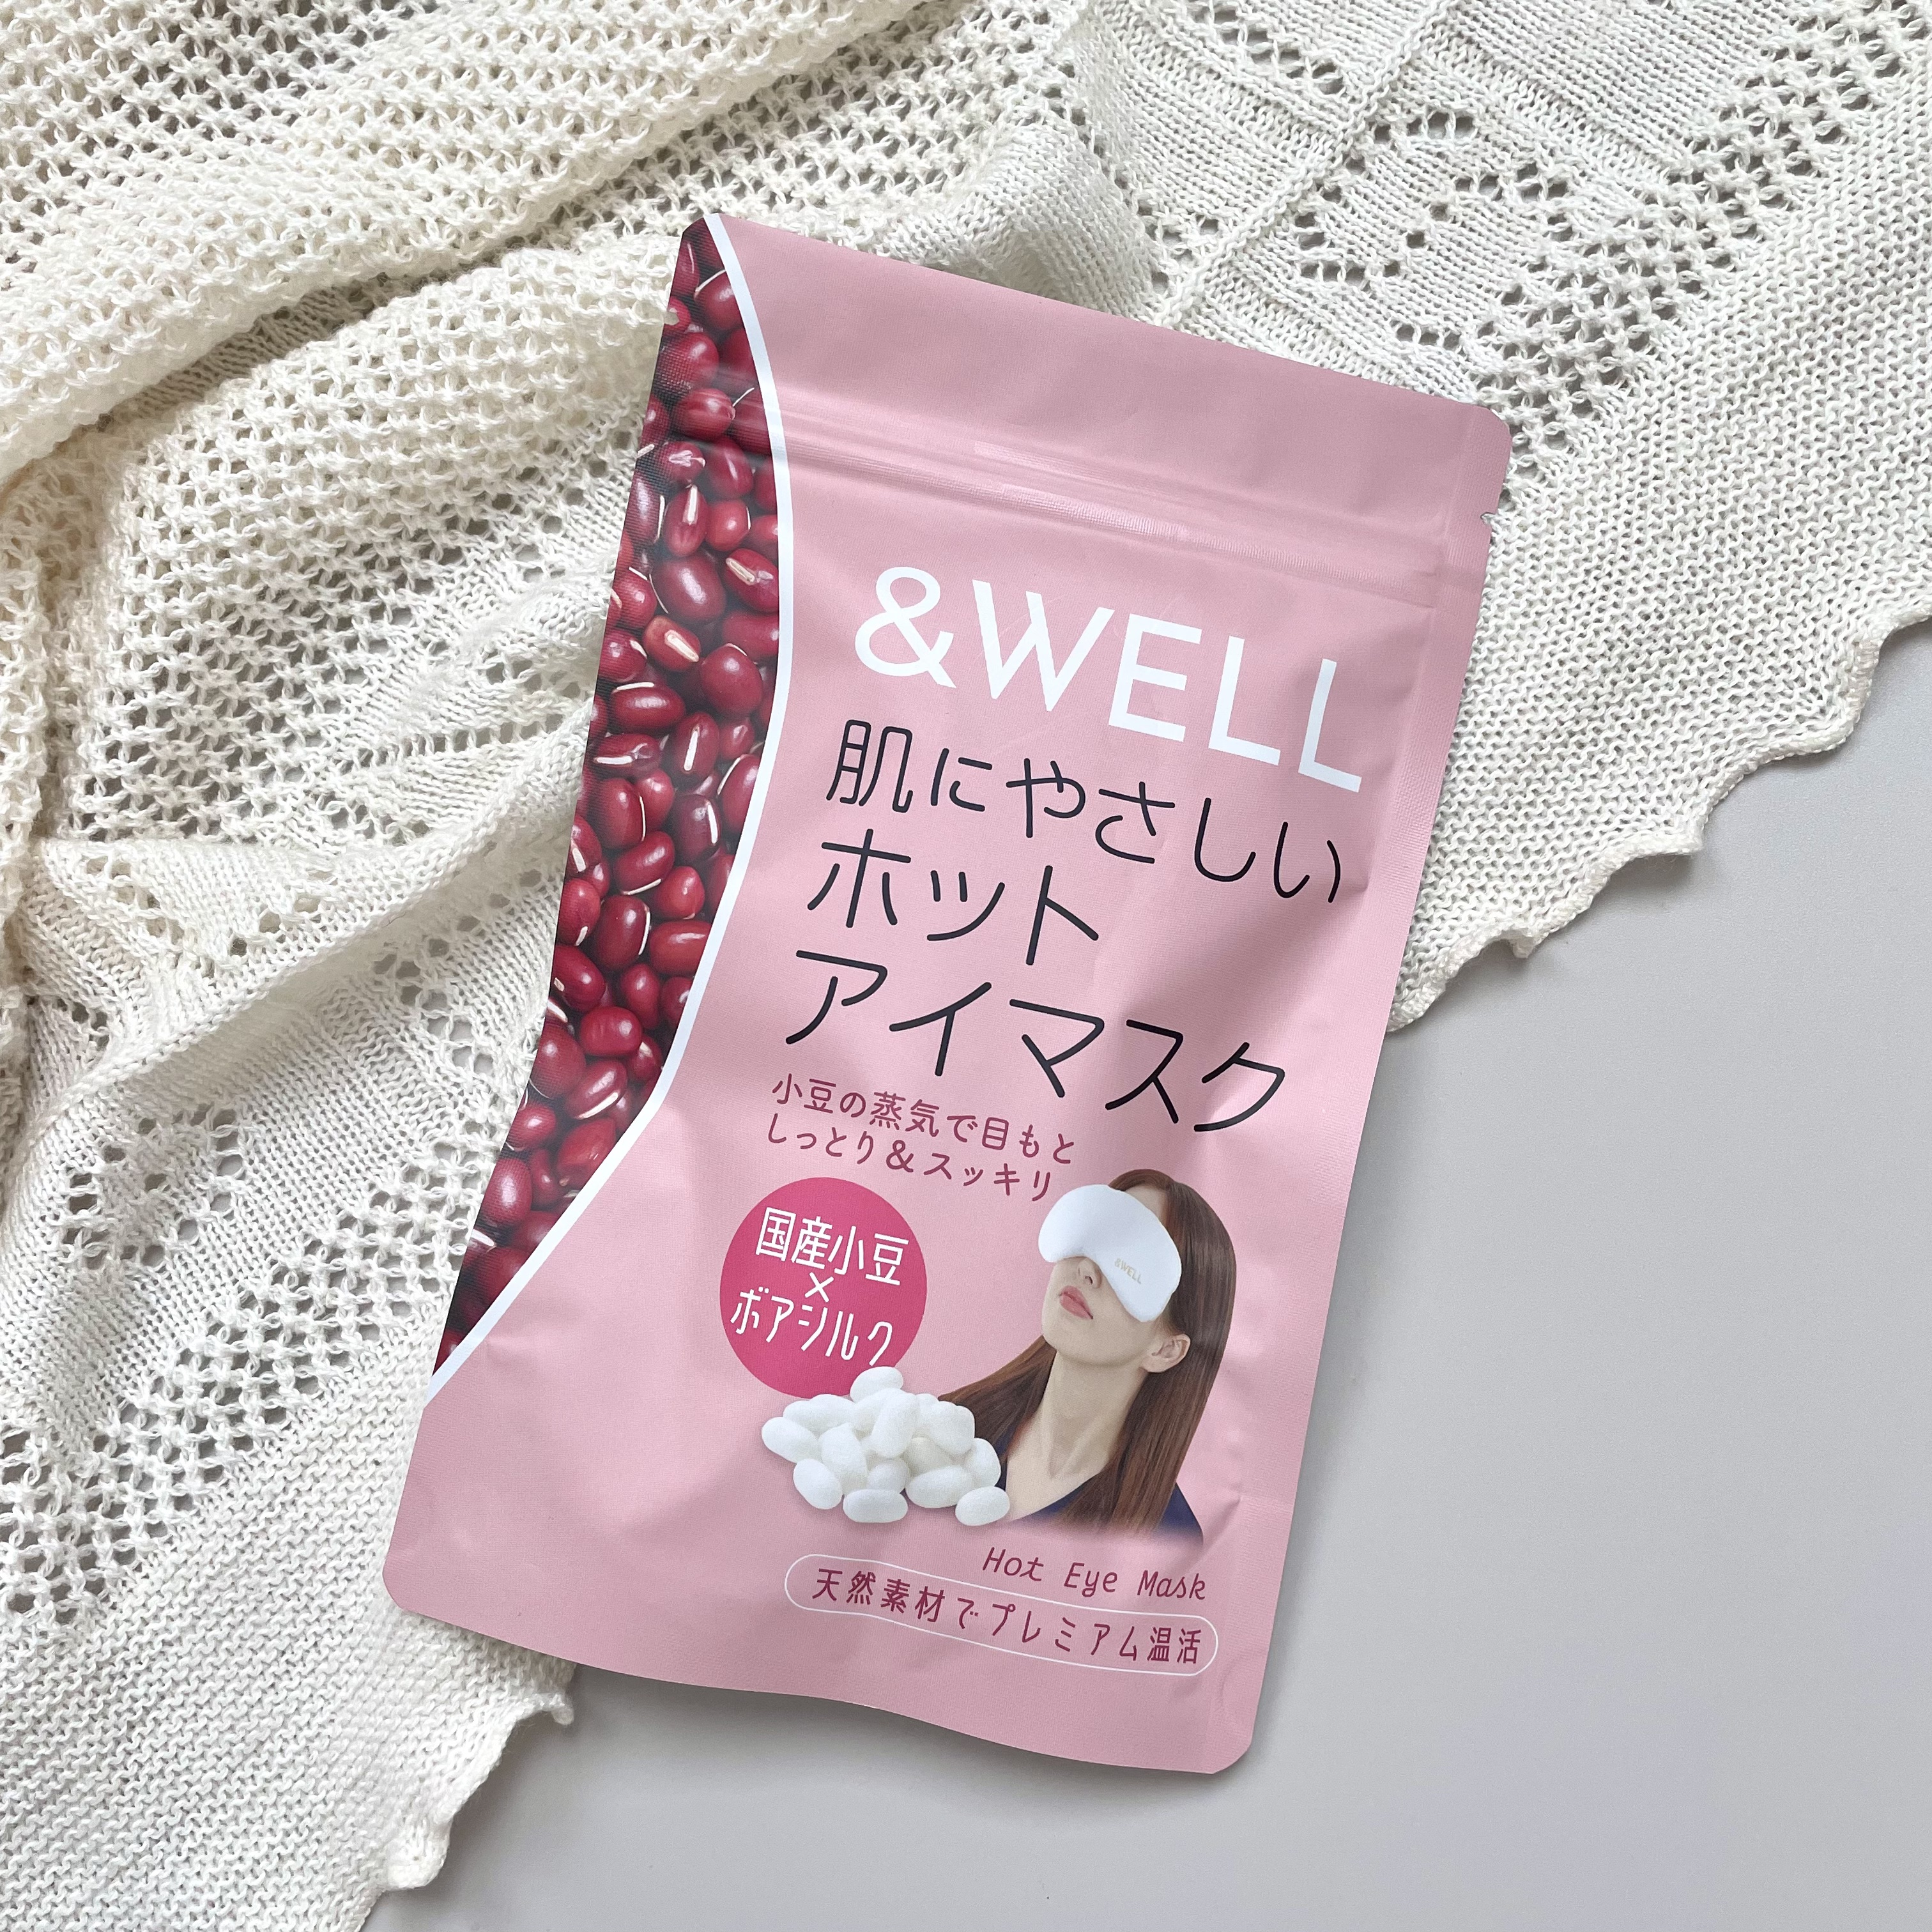 &WELL
肌にやさしい
ホット
アイマスク
小豆の蒸気で目もと
しっとり&スッキリ
国産小豆
×
ボアシルク
&WELL
Hot Eye Mask
天然素材でプレミアム温活